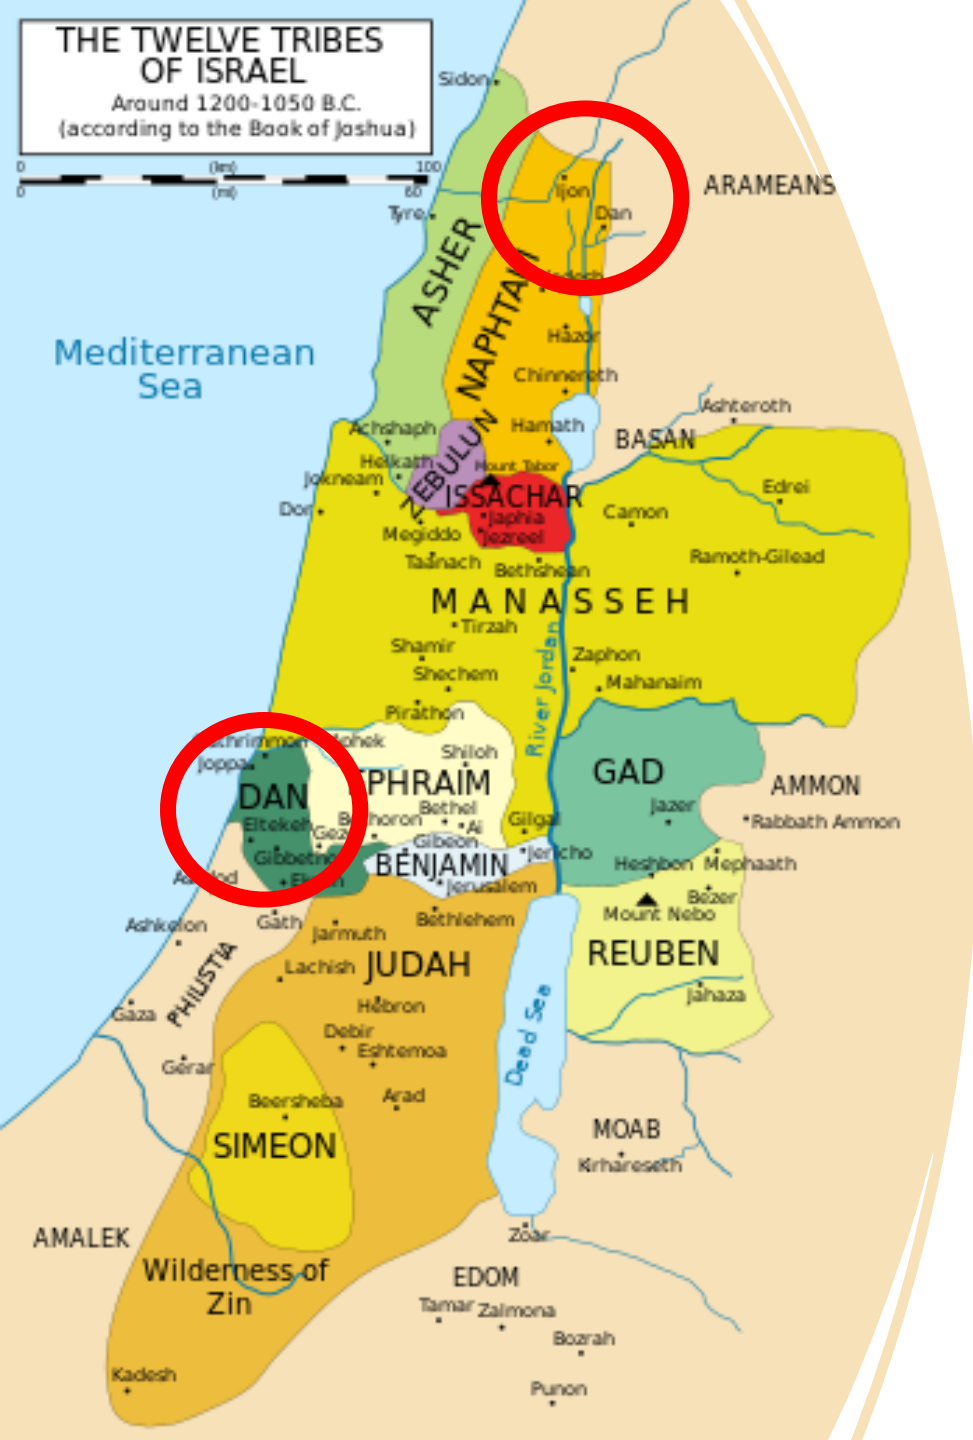 THE TWELVE TRIBES
OF ISRAEL
Around 1200-1050 B.C.
(according to the Book of Joshua)
0 (km) 100
0 (mi) 60
Sidon
ARAMEANS
Ijon
Tyre
Dan
ASHER
NAPHTALI
Hazor
Mediterranean
Sea
Chinnereth
Ashteroth
Achshaph
Hamath
BASAN
Helkath
Mount Tabor
Jokneam
ISSACHAR
Edrei
Dor
Japhia
Camon
Megiddo
Jezreel
Taanach
Bethshean
Ramoth-Gilead
MANASSEH
Tirzah
River Jordan
Shamir
Zaphon
Shechem
Mahanaim
Pirathon
Shiloh
Joppa
GAD
DAN
EPHRAIM
AMMON
Bethel
Jazer
Eltekeh
Ai
Gilgal
Rabbath Ammon
Gibeon
Jericho
BENJAMIN
Heshbon
Mephaath
Jerusalem
Bezer
Mount Nebo
Gath
Bethlehem
Ashkelon
Jarmuth
REUBEN
PHILISTIA
Lachish
JUDAH
Jahaza
Hebron
Gaza
Debir
Dead Sea
Eshtemoa
Gerar
Beersheba
Arad
SIMEON
MOAB
Kirhareseth
AMALEK
Zoar
Wilderness of
Zin
EDOM
Tamar
Zalmona
Bozrah
Kadesh
Punon